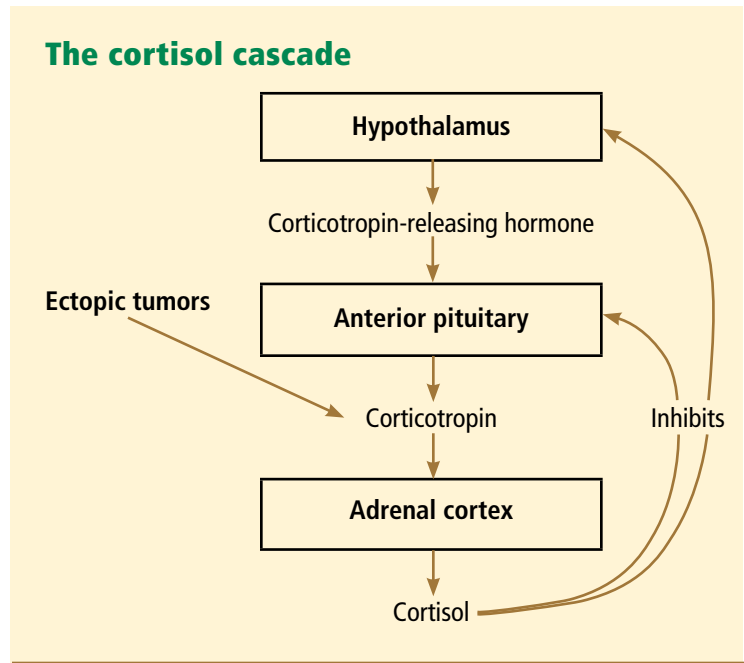 The cortisol cascade
Hypothalamus
Corticotropin-releasing hormone
Ectopic tumors
Anterior pituitary
Corticotropin
Inhibits
Adrenal cortex
Cortisol